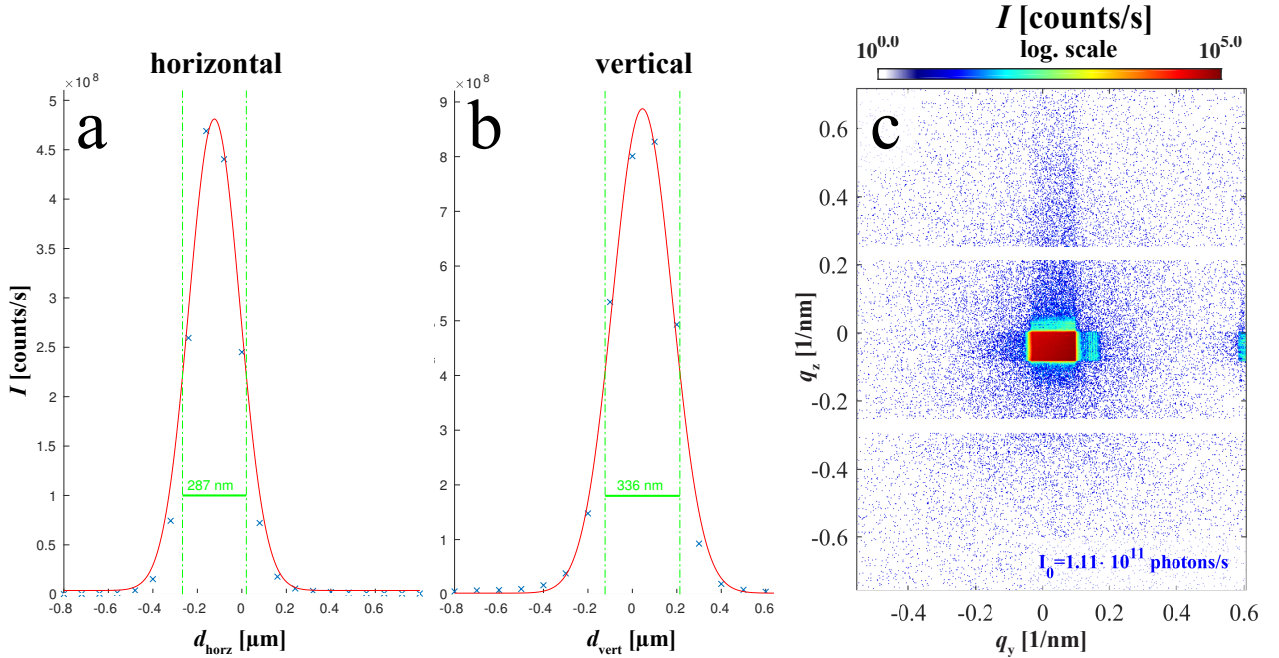 horizontal
×10⁸
a
5
4.5
4
3.5
3
2.5
2
1.5
1
0.5
0
287 nm
-0.8 -0.6 -0.4 -0.2 0 0.2 0.4 0.6
I [counts/s]
d_horz [µm]
vertical
×10⁸
b
9
8
7
6
5
4
3
2
1
0
336 nm
-0.8 -0.6 -0.4 -0.2 0 0.2 0.4 0.6
d_vert [µm]
I [counts/s]
10^0.0 log. scale 10^5.0
c
0.6
0.4
0.2
0
-0.2
-0.4
-0.6
q_z [1/nm]
I_0=1.11· 10^11 photons/s
-0.4 -0.2 0 0.2 0.4 0.6
q_y [1/nm]